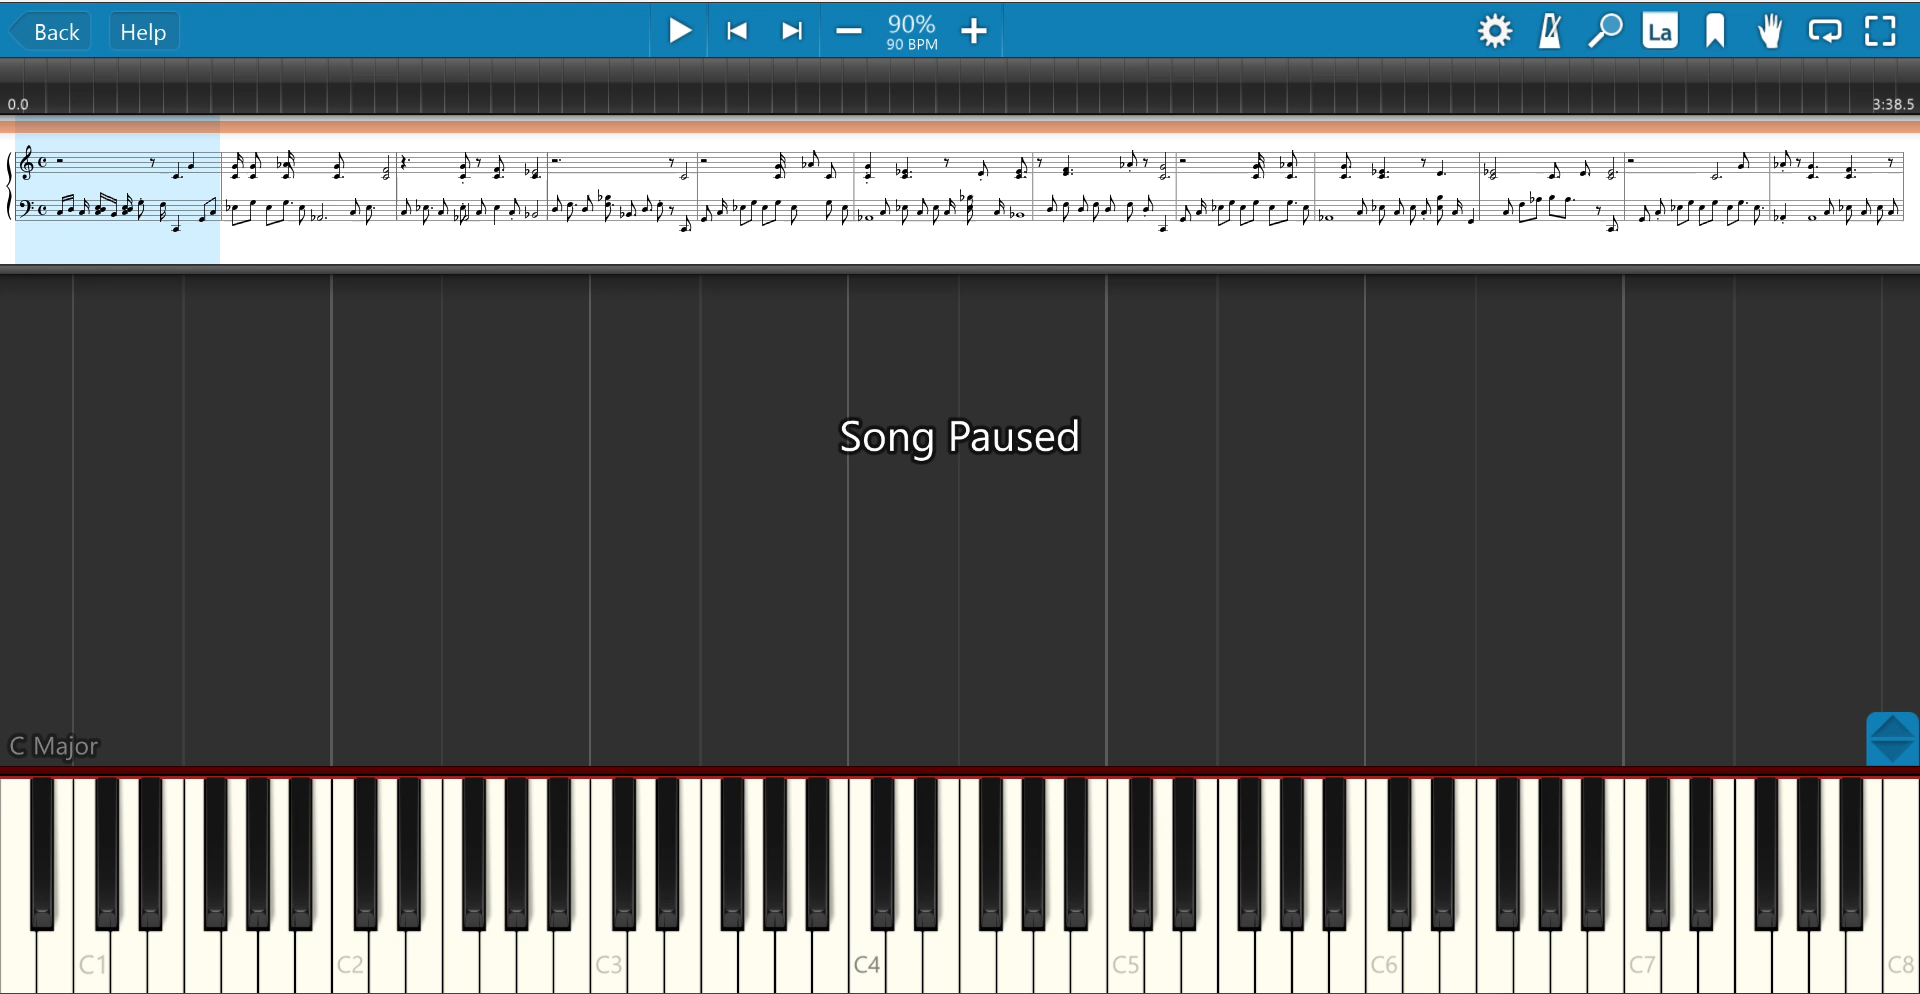 Back
Help
90%
90 BPM
La
0.0
3:38.5
Song Paused
C Major
C1
C2
C3
C4
C5
C6
C7
C8